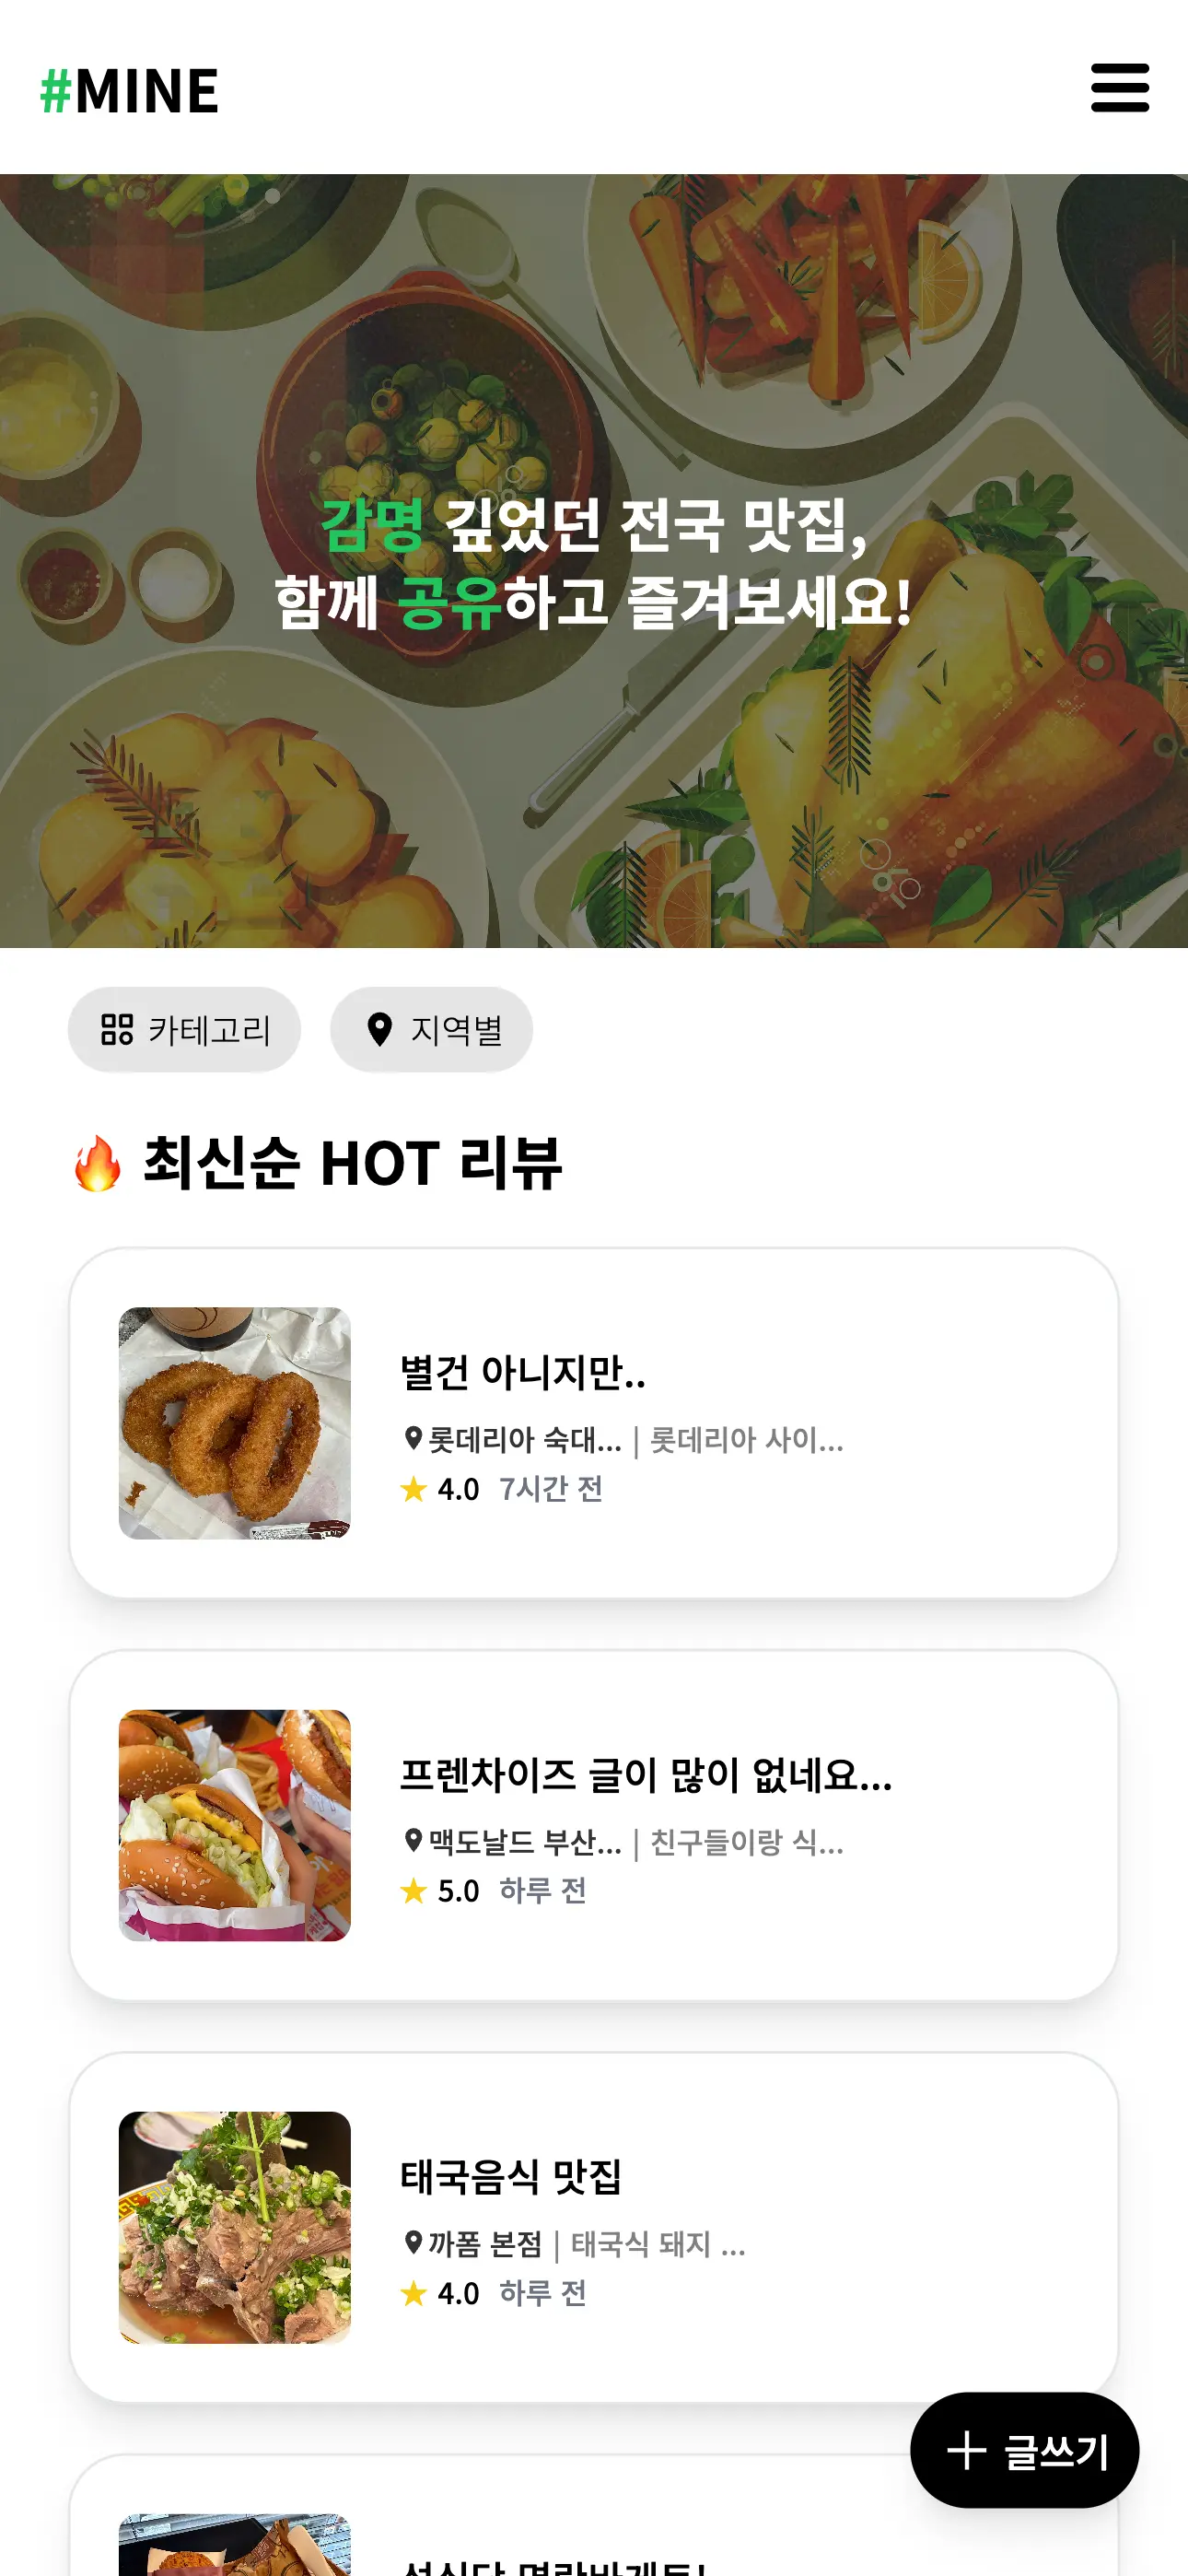 #MINE
감명 깊었던 전국 맛집,
함께 공유하고 즐겨보세요!
카테고리
지역별
🔥 최신순 HOT 리뷰
별건 아니지만..
롯데리아 숙대... | 롯데리아 사이...
★ 4.0 7시간 전
프렌차이즈 글이 많이 없네요...
맥도날드 부산... | 친구들이랑 식...
★ 5.0 하루 전
태국음식 맛집
까폼 본점 | 태국식 돼지 ...
★ 4.0 하루 전
+ 글쓰기